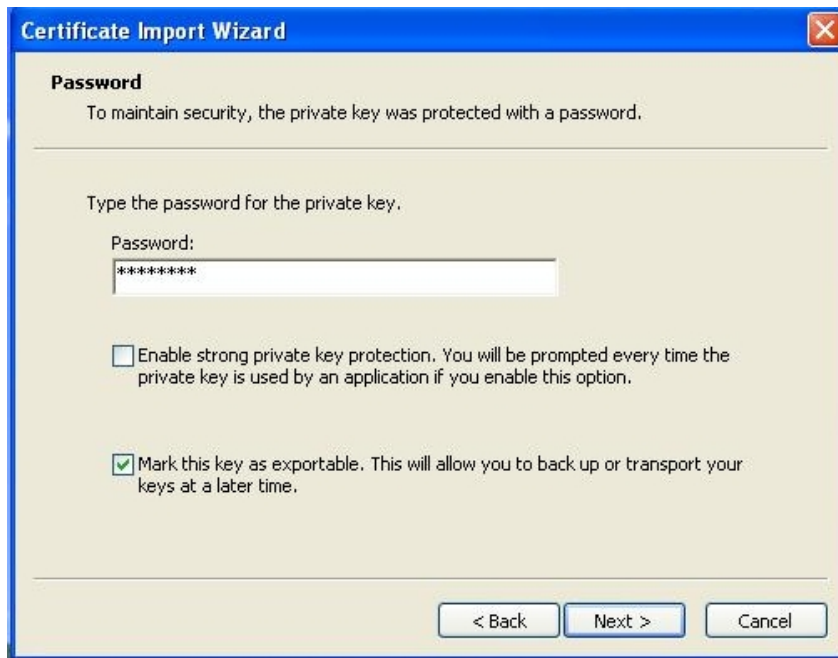 Certificate Import Wizard
Password
To maintain security, the private key was protected with a password.
Type the password for the private key.
Password:
********
Enable strong private key protection. You will be prompted every time the
private key is used by an application if you enable this option.
Mark this key as exportable. This will allow you to back up or transport your
keys at a later time.
< Back Next > Cancel